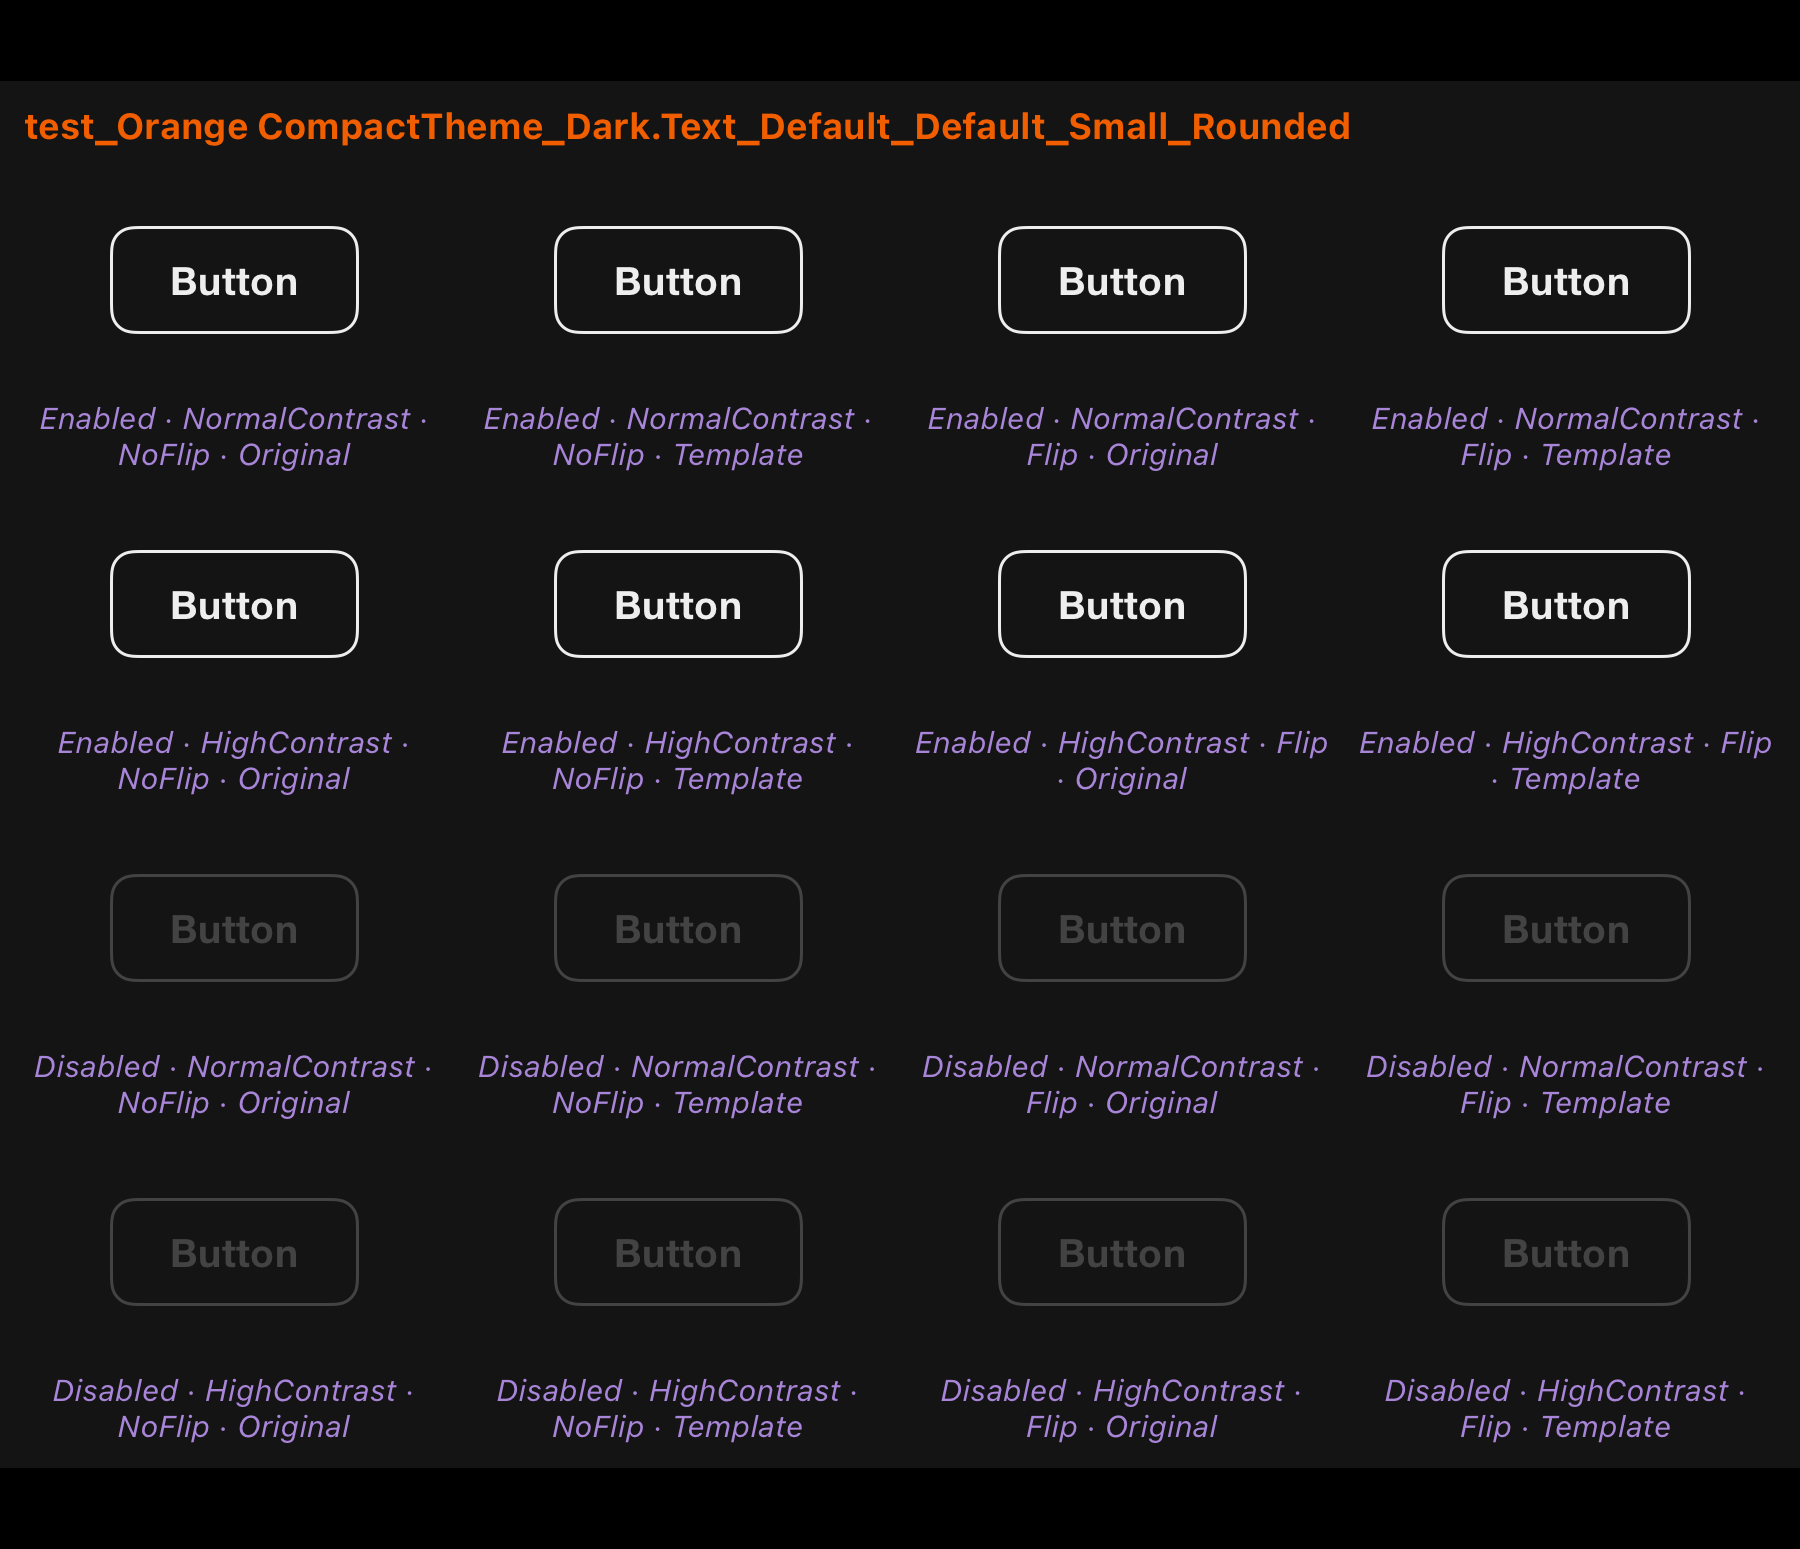 test_Orange CompactTheme_Dark.Text_Default_Default_Small_Rounded
Button Button Button Button
Enabled · NormalContrast · Enabled · NormalContrast · Enabled · NormalContrast · Enabled · NormalContrast ·
NoFlip · Original NoFlip · Template Flip · Original Flip · Template
Button Button Button Button
Enabled · HighContrast · Enabled · HighContrast · Enabled · HighContrast · Flip Enabled · HighContrast · Flip
NoFlip · Original NoFlip · Template · Original · Template
Button Button Button Button
Disabled · NormalContrast · Disabled · NormalContrast · Disabled · NormalContrast · Disabled · NormalContrast ·
NoFlip · Original NoFlip · Template Flip · Original Flip · Template
Button Button Button Button
Disabled · HighContrast · Disabled · HighContrast · Disabled · HighContrast · Disabled · HighContrast ·
NoFlip · Original NoFlip · Template Flip · Original Flip · Template